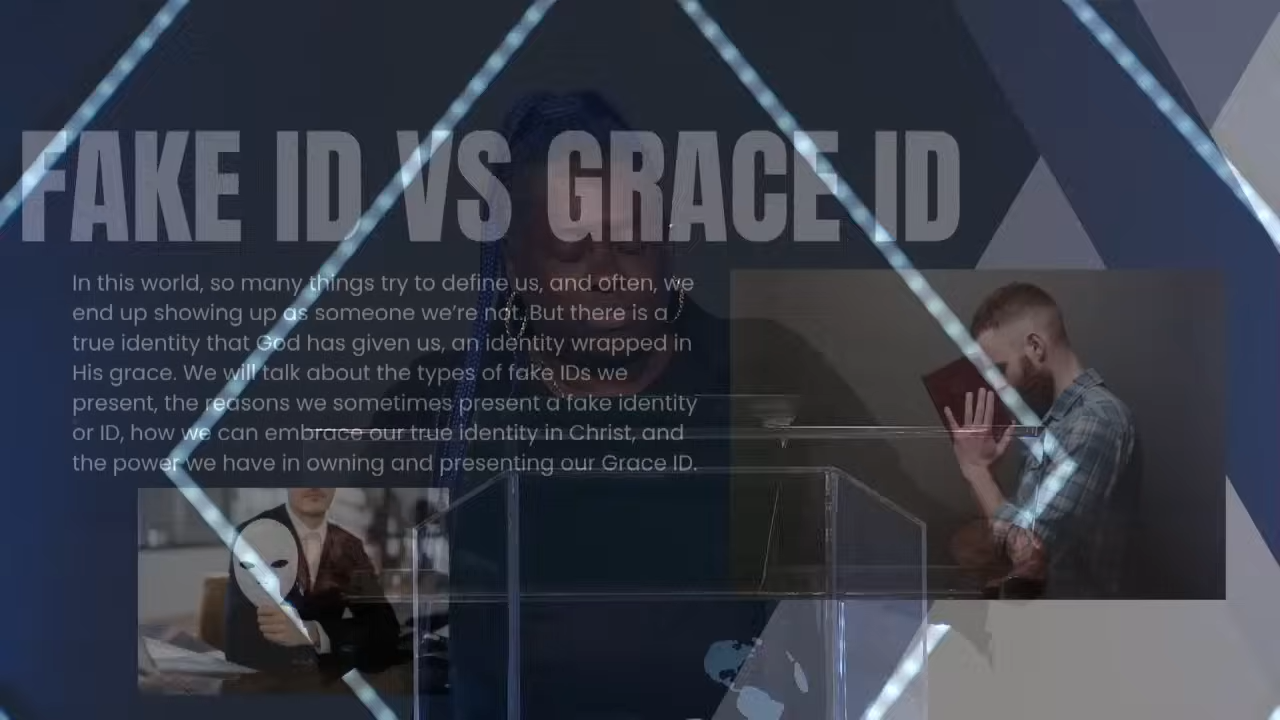 FAKE ID VS GRACE ID
In this world, so many things try to define us, and often, we
end up showing up as someone we’re not. But there is a
true identity that God has given us, an identity wrapped in
His grace. We will talk about the types of fake IDs we
present, the reasons we sometimes present a fake identity
or ID, how we can embrace our true identity in Christ, and
the power we have in owning and presenting our Grace ID.